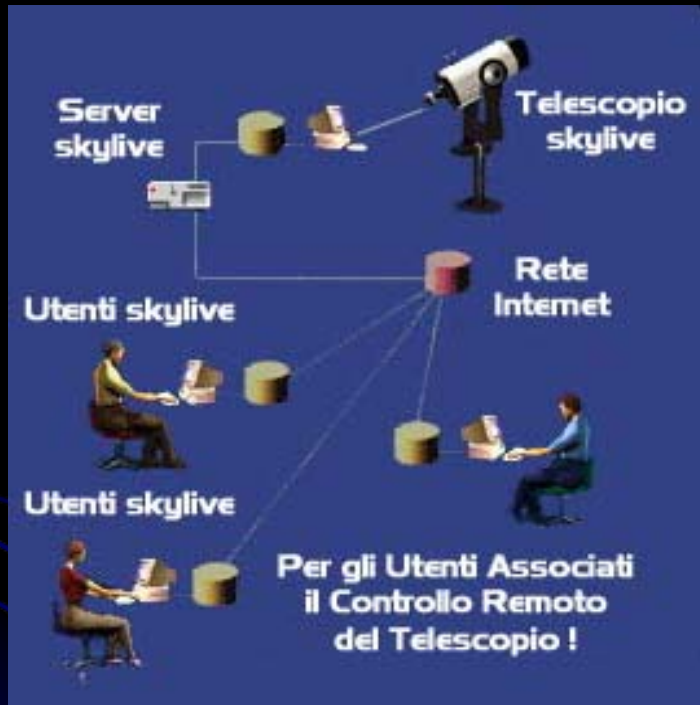 Server
skylive
Telescopio
skylive
Rete
Internet
Utenti skylive
Utenti skylive
Per gli Utenti Associati
il Controllo Remoto
del Telescopio !